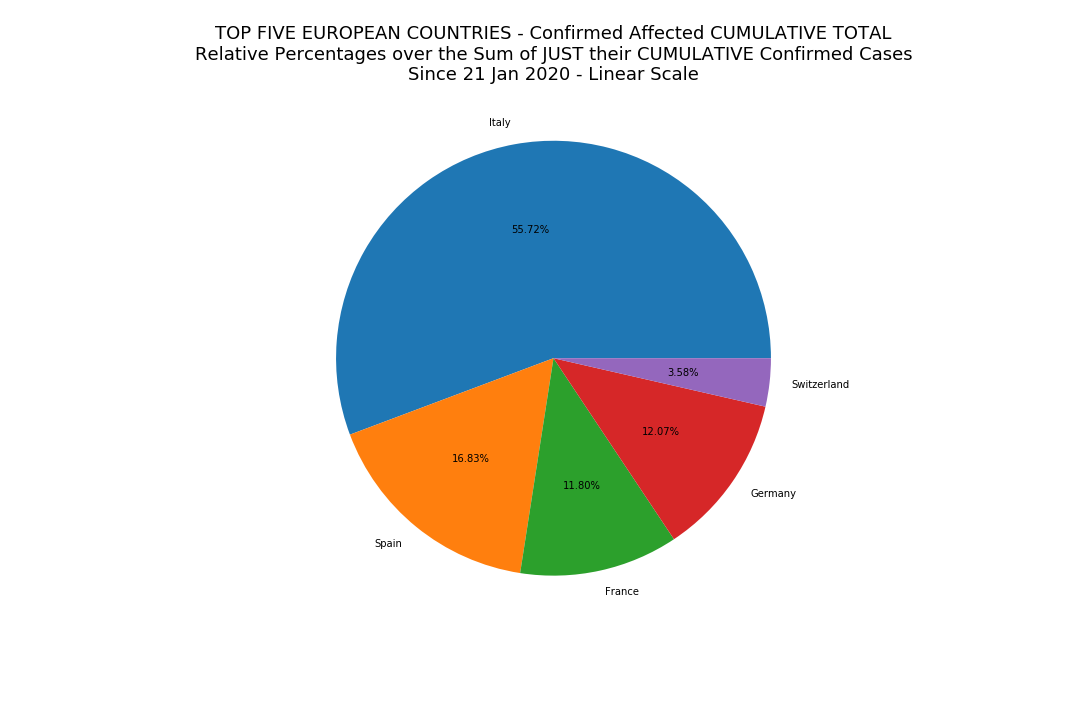 TOP FIVE EUROPEAN COUNTRIES - Confirmed Affected CUMULATIVE TOTAL
Relative Percentages over the Sum of JUST their CUMULATIVE Confirmed Cases
Since 21 Jan 2020 - Linear Scale
Italy
55.72%
3.58%
Switzerland
12.07%
16.83%
11.80%
Germany
Spain
France